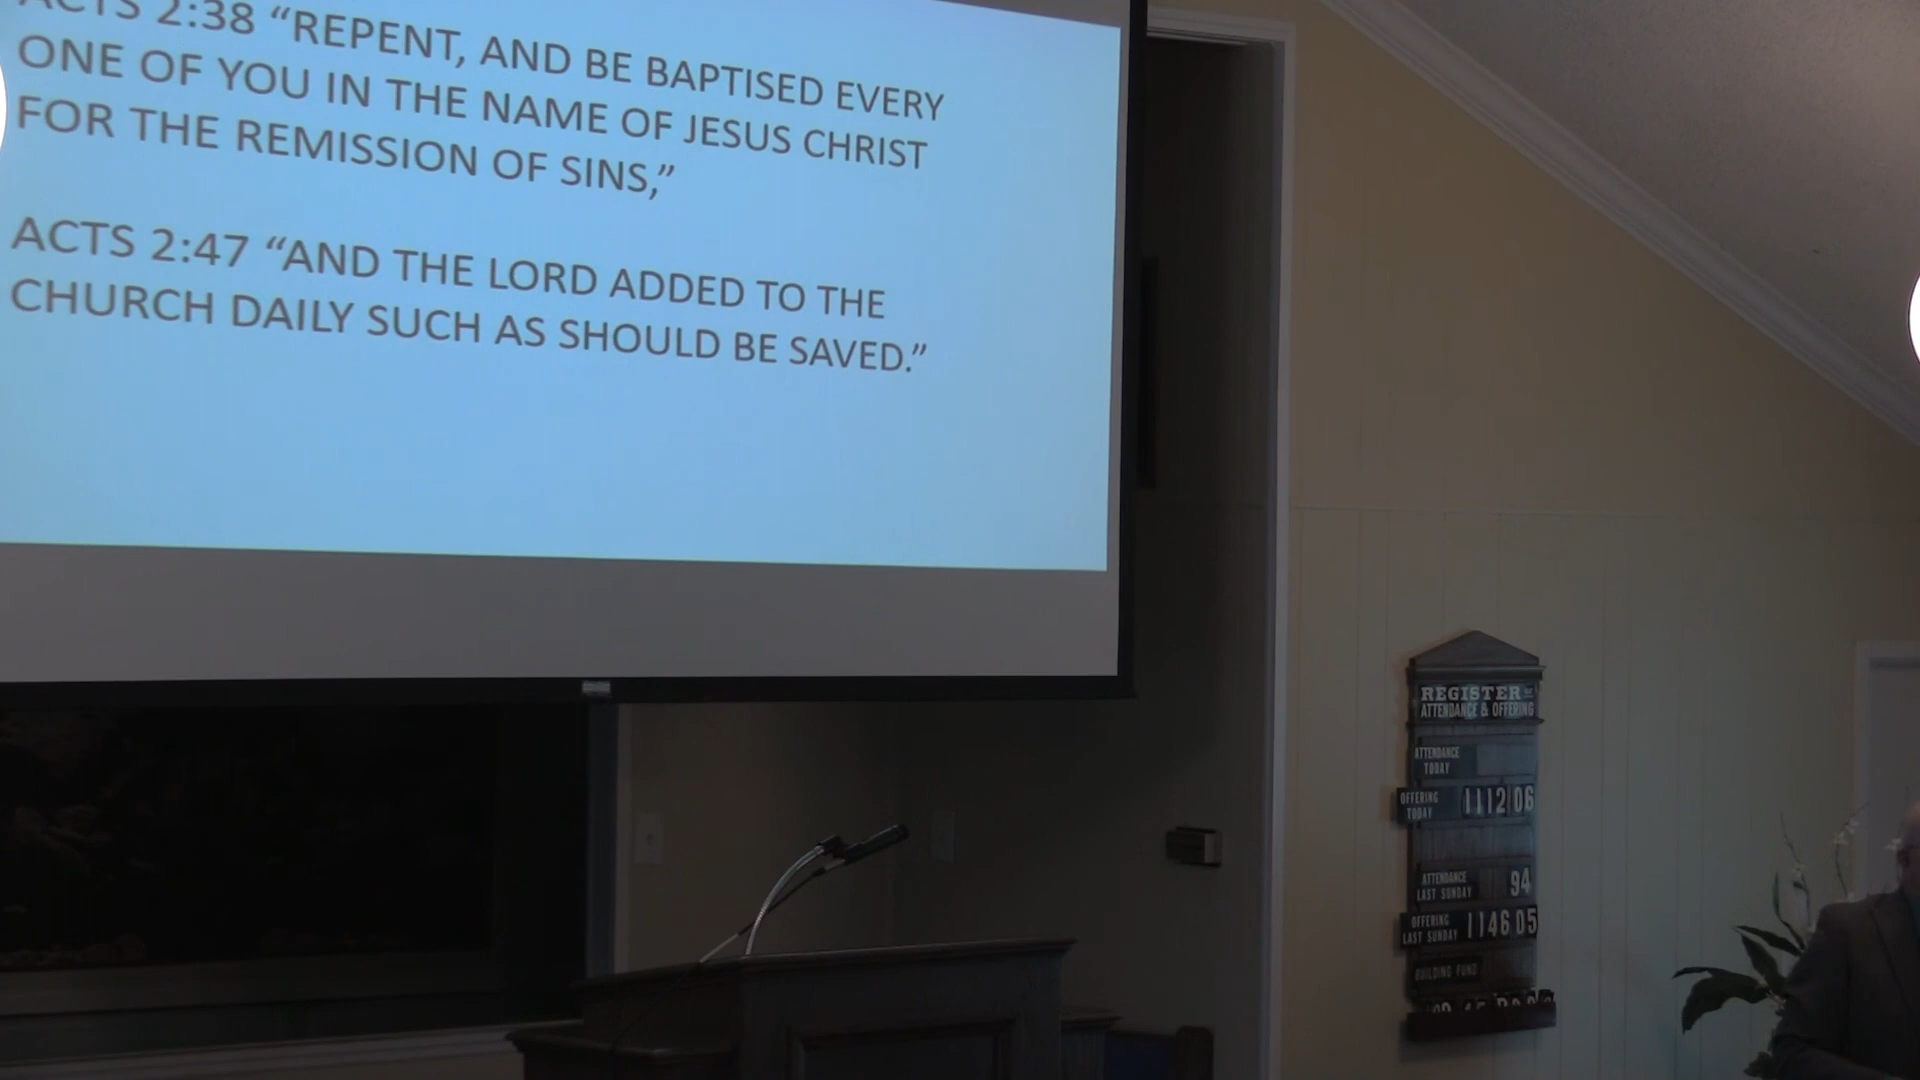 ACTS 2:38 “REPENT, AND BE BAPTISED EVERY
ONE OF YOU IN THE NAME OF JESUS CHRIST
FOR THE REMISSION OF SINS,”
ACTS 2:47 “AND THE LORD ADDED TO THE
CHURCH DAILY SUCH AS SHOULD BE SAVED.”
REGISTER OF
ATTENDANCE & OFFERING
ATTENDANCE
TODAY
OFFERING
TODAY 1112 06
ATTENDANCE
LAST SUNDAY 94
OFFERING
LAST SUNDAY 1146 05
BUILDING FUND